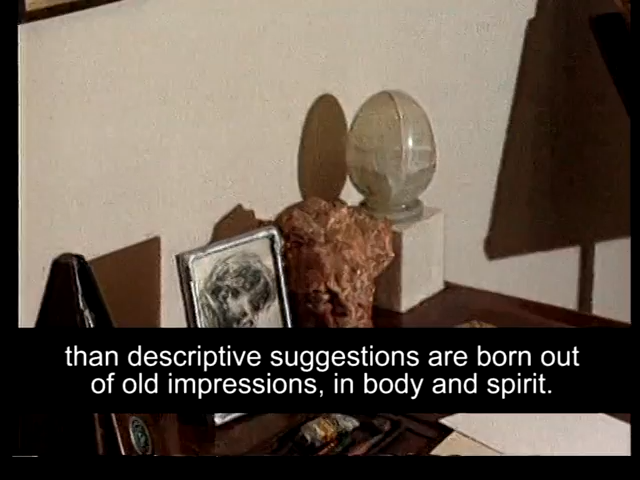 than descriptive suggestions are born out
of old impressions, in body and spirit.